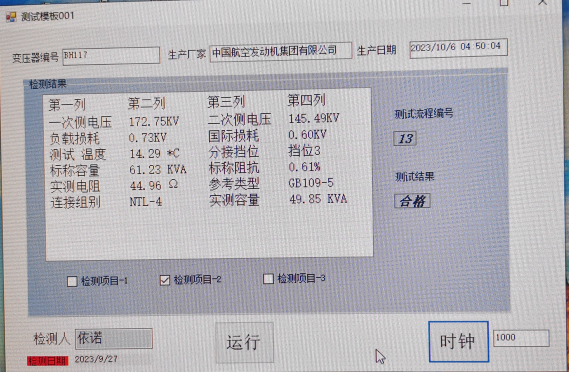 测试模板001
变压器编号 BH117 生产厂家 中国航空发动机集团有限公司 生产日期 2023/10/6 04:50:04
检测结果
第一列 第二列 第三列 第四列
一次侧电压 172.75KV 二次侧电压 145.49KV
负载损耗 0.73KV 国际损耗 0.60KV
测试 温度 14.29 *C 分接挡位 挡位3
标称容量 61.23 KVA 标称阻抗 0.61%
实测电阻 44.96 Ω 参考类型 GB109-5
连接组别 NTL-4 实测容量 49.85 KVA
测试流程编号
13
测试结果
合格
检测项目-1 检测项目-2 检测项目-3
检测人 依诺 运行 时钟 1000
检测日期 2023/9/27